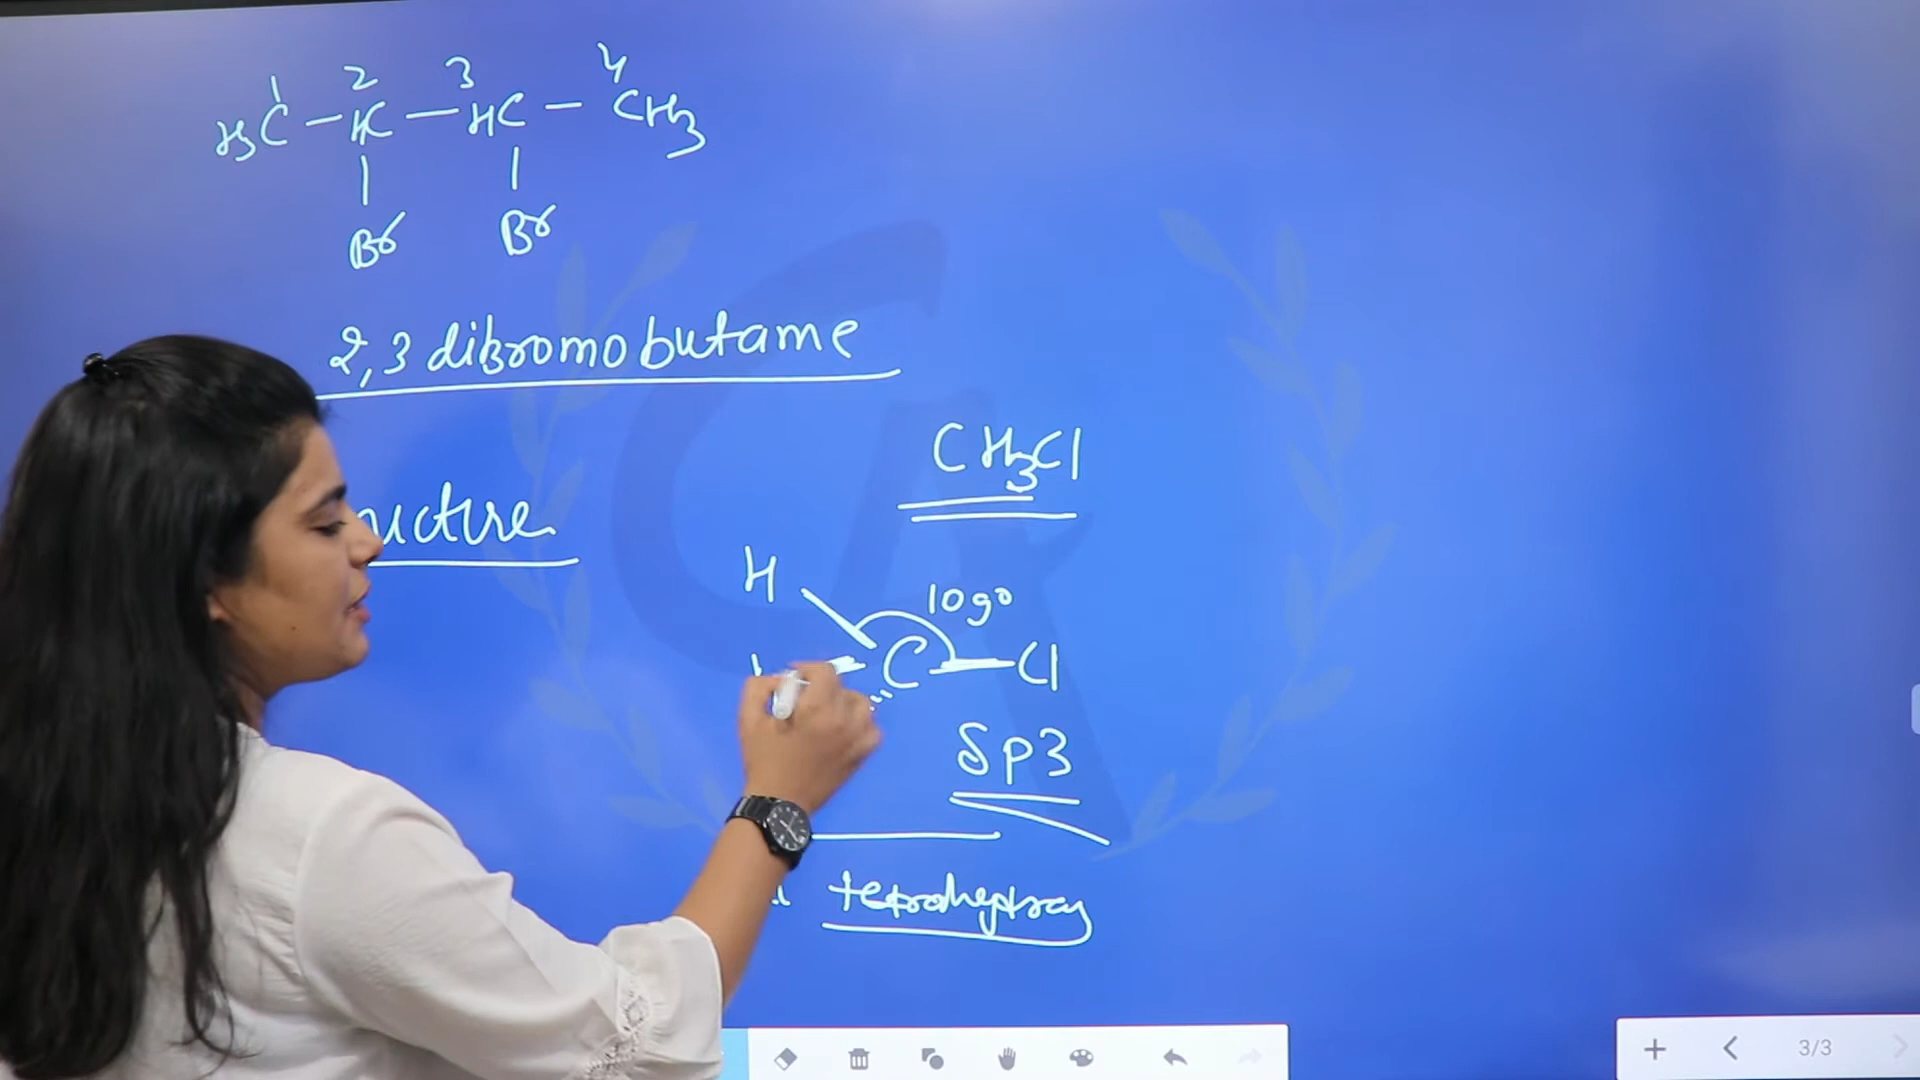 1 2 3 4
H3C - HC - HC - CH3
Br Br
2,3 dibromobutame
CH3Cl
ucture
H
109°
C Cl
sp3
3/3